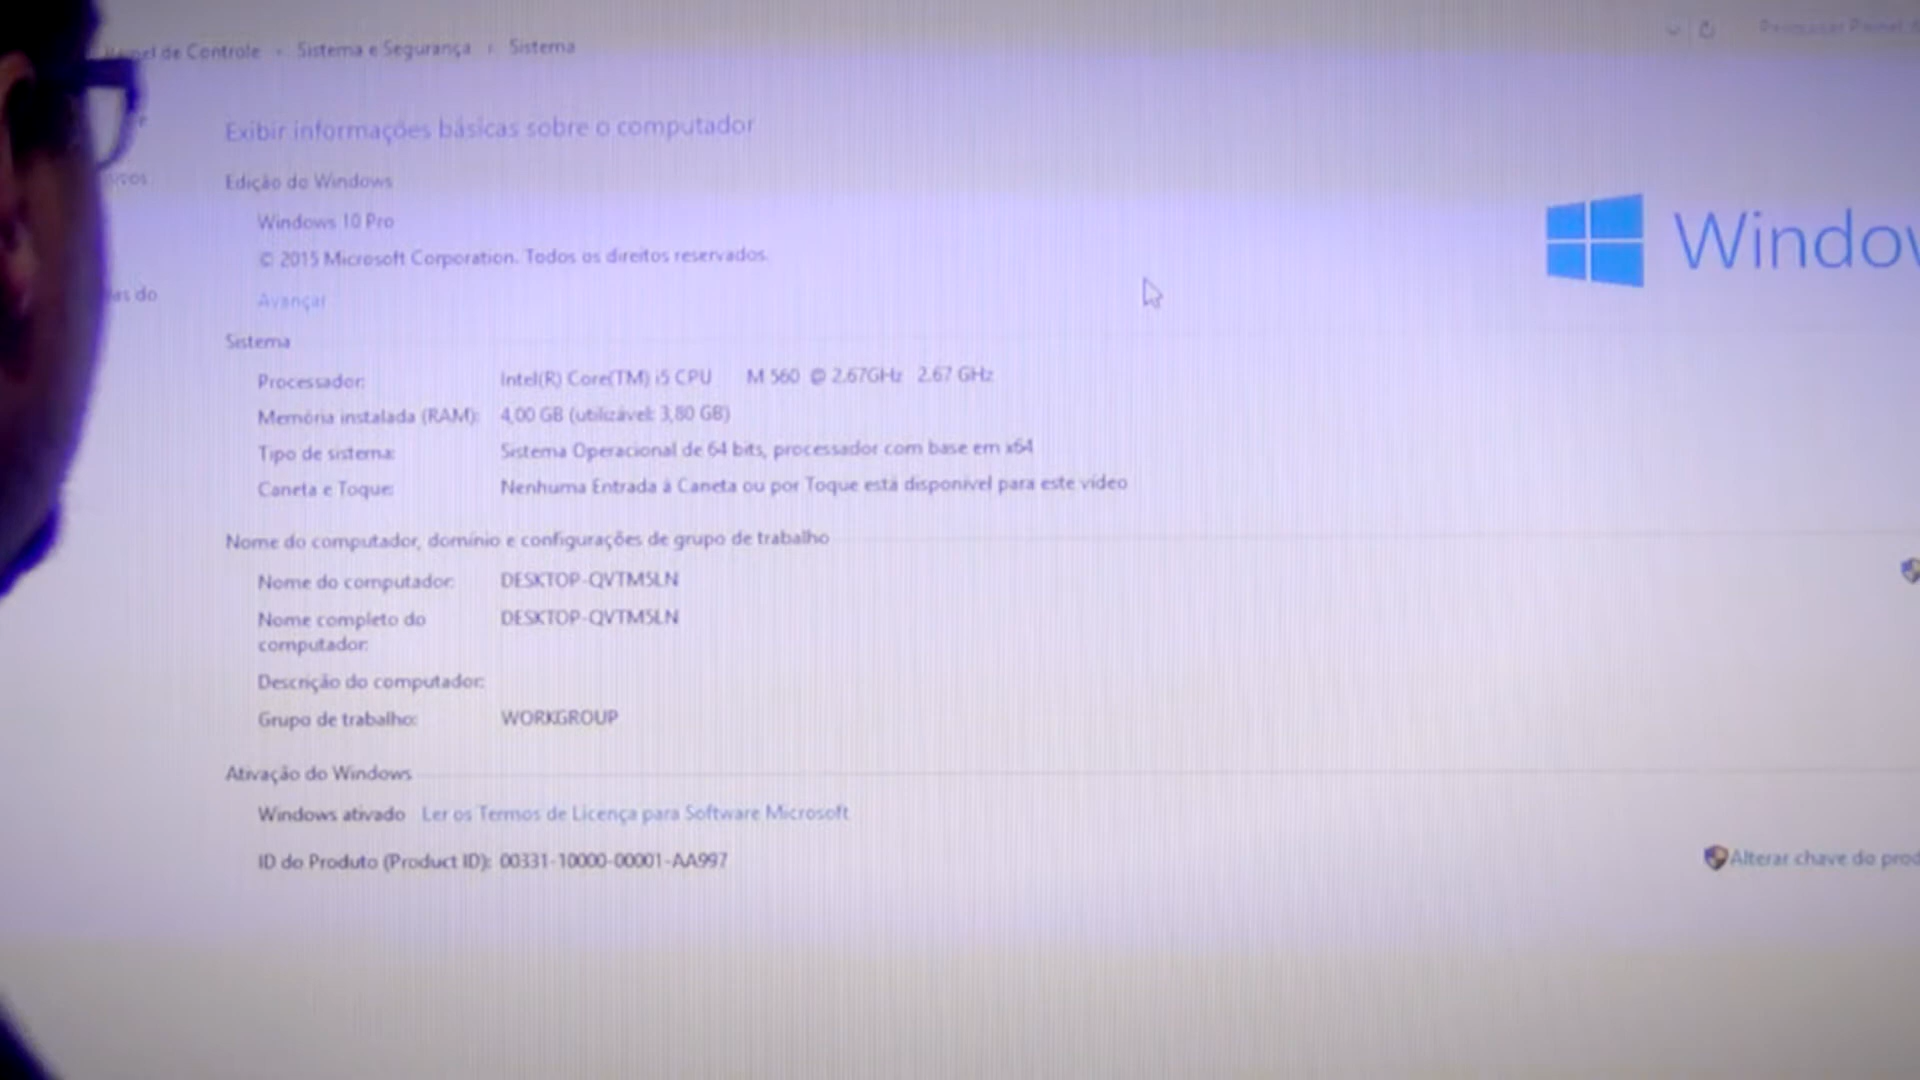 de Controle › Sistema e Segurança › Sistema
Exibir informações básicas sobre o computador
Edição do Windows
Windows 10 Pro
© 2015 Microsoft Corporation. Todos os direitos reservados.
Avançar
as do
Sistema
Processador: Intel(R) Core(TM) i5 CPU M 560 @ 2.67GHz 2.67 GHz
Memória instalada (RAM): 4,00 GB (utilizável: 3,80 GB)
Tipo de sistema: Sistema Operacional de 64 bits, processador com base em x64
Caneta e Toque: Nenhuma Entrada à Caneta ou por Toque está disponível para este vídeo
Nome do computador, domínio e configurações de grupo de trabalho
Nome do computador: DESKTOP-QVTM5LN
Nome completo do computador: DESKTOP-QVTM5LN
Descrição do computador:
Grupo de trabalho: WORKGROUP
Ativação do Windows
Windows ativado Ler os Termos de Licença para Software Microsoft
ID do Produto (Product ID): 00331-10000-00001-AA997
Windov
Alterar chave do prod